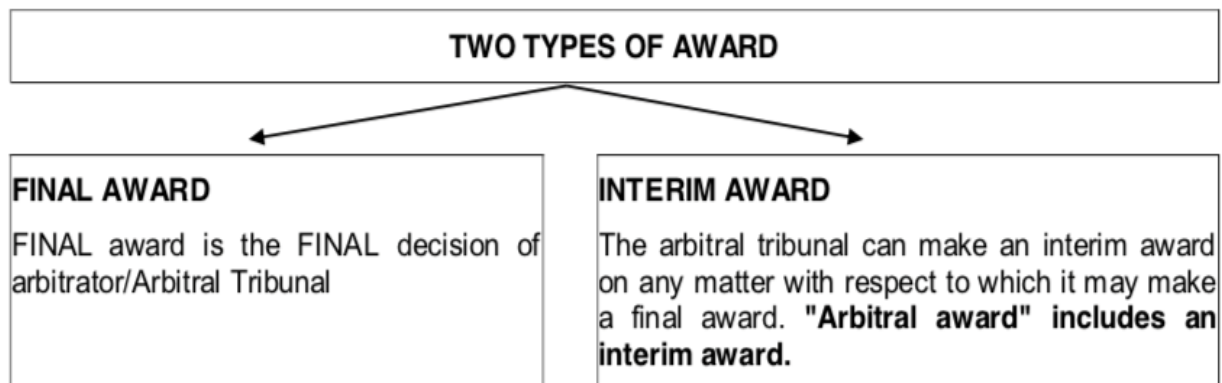 TWO TYPES OF AWARD
FINAL AWARD
FINAL award is the FINAL decision of
arbitrator/Arbitral Tribunal
INTERIM AWARD
The arbitral tribunal can make an interim award
on any matter with respect to which it may make
a final award. "Arbitral award" includes an
interim award.